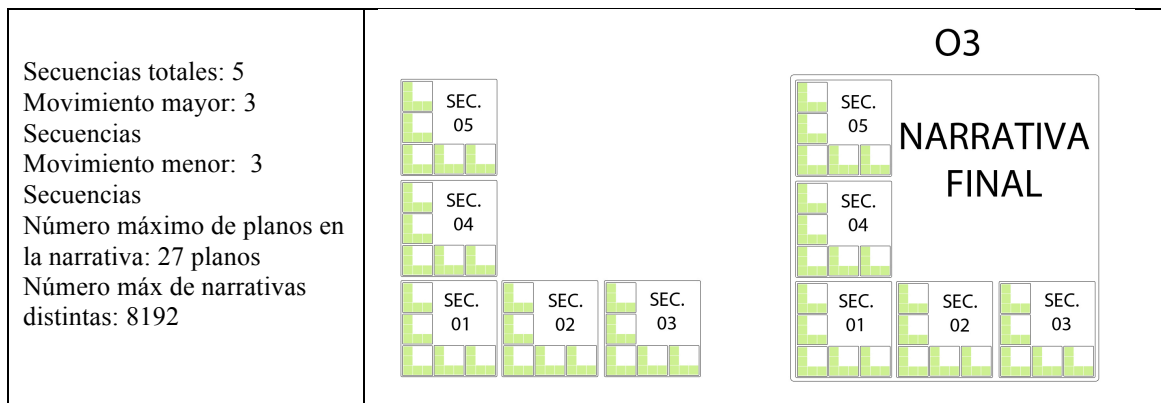 Secuencias totales: 5
Movimiento mayor: 3
Secuencias
Movimiento menor:  3
Secuencias
Número máximo de planos en
la narrativa: 27 planos
Número máx de narrativas
distintas: 8192
SEC.
05
SEC.
04
SEC.
01
SEC.
02
SEC.
03
O3
NARRATIVA
FINAL
SEC.
05
SEC.
04
SEC.
01
SEC.
02
SEC.
03